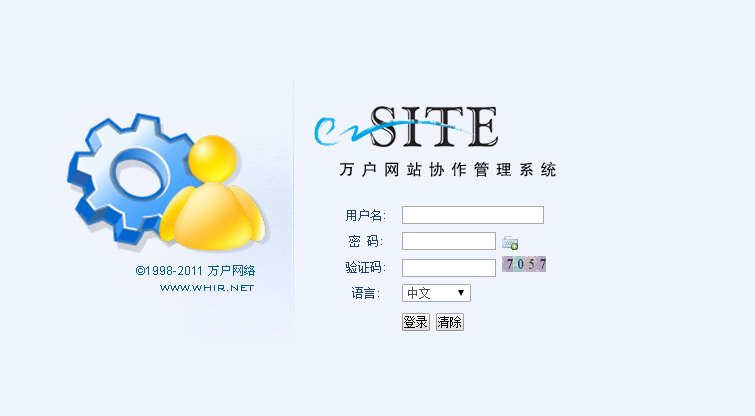 ezSITE
万户网站协作管理系统
用户名:
密 码:
验证码: 7057
语言: 中文
登录 清除
©1998-2011 万户网络
WWW.WHIR.NET